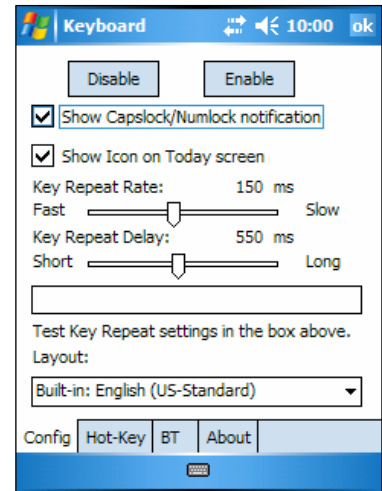 Keyboard 10:00 ok
Disable Enable
Show Capslock/Numlock notification
Show Icon on Today screen
Key Repeat Rate: 150 ms
Fast Slow
Key Repeat Delay: 550 ms
Short Long
Test Key Repeat settings in the box above.
Layout:
Built-in: English (US-Standard)
Config Hot-Key BT About